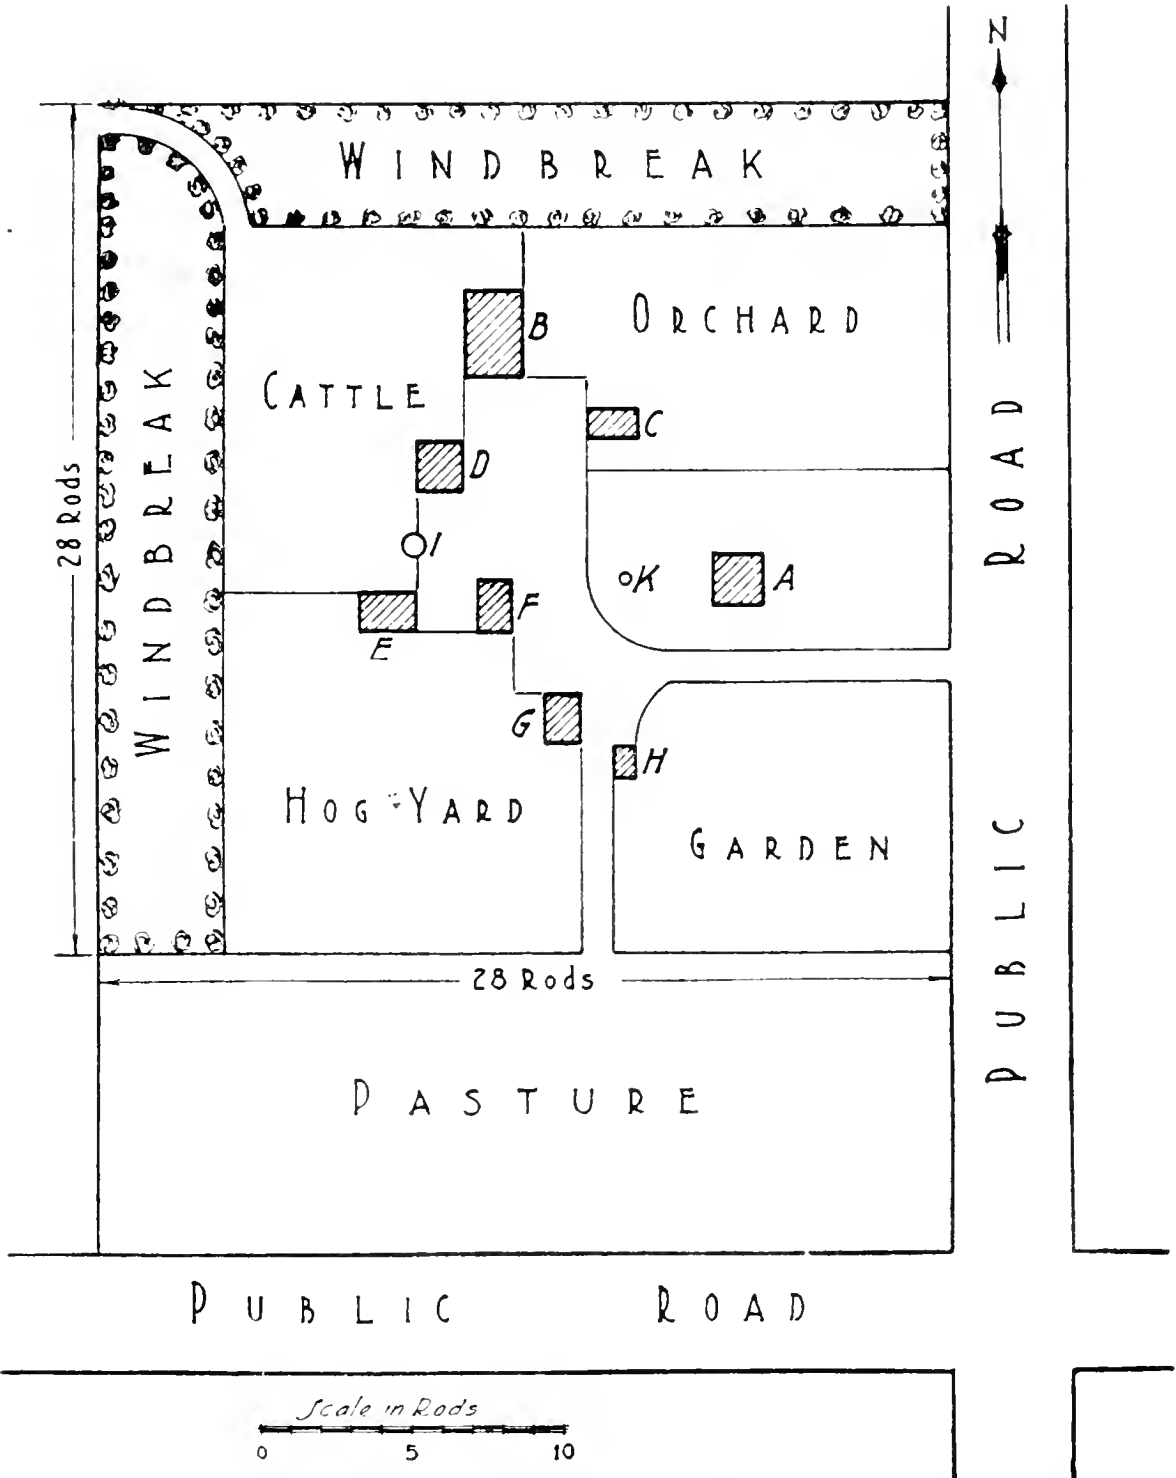 N
WINDBREAK
B
ORCHARD
CATTLE
C
D
WINDBREAK
28 Rods
ROAD
I
K
A
F
E
G
H
HOG YARD
GARDEN
PUBLIC
28 Rods
PASTURE
PUBLIC ROAD
Scale in Rods
0 5 10